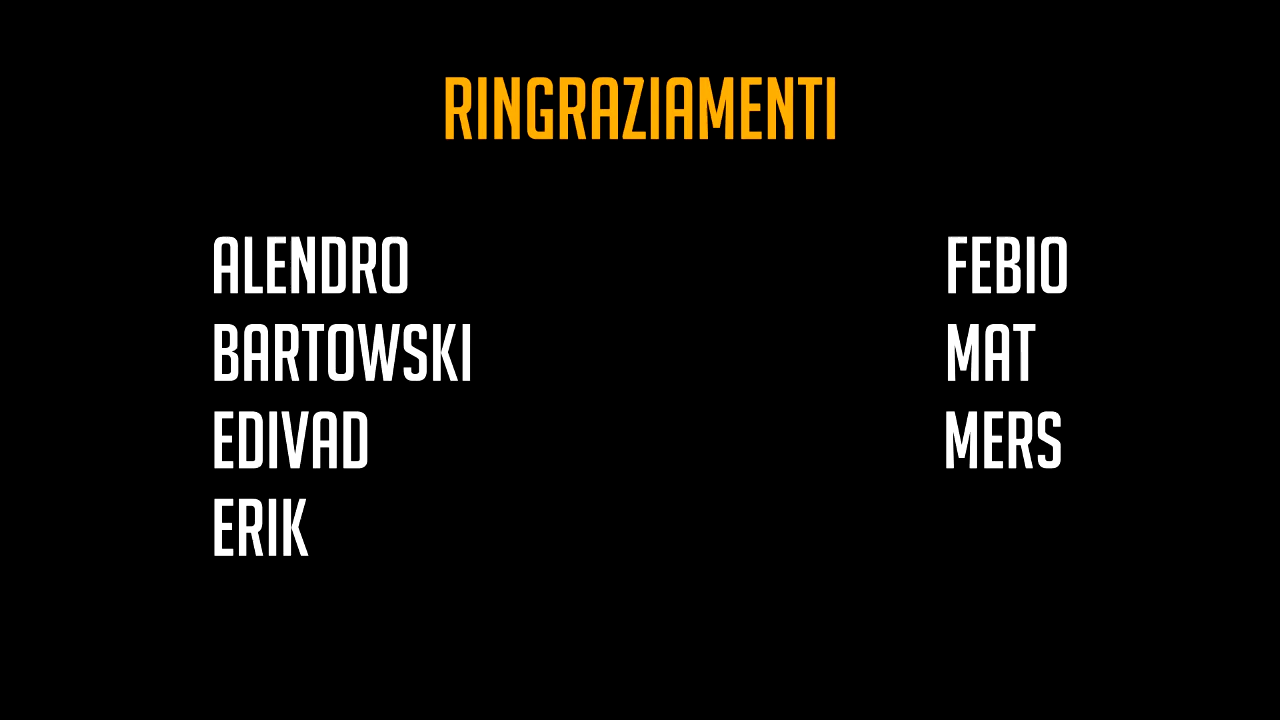 RINGRAZIAMENTI
ALENDRO
BARTOWSKI
EDIVAD
ERIK
FEBIO
MAT
MERS